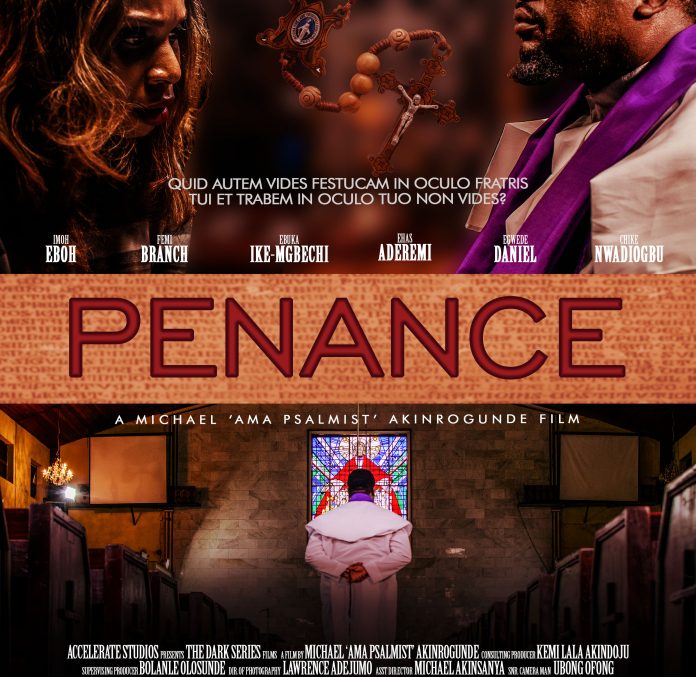 QUID AUTEM VIDES FESTUCAM IN OCULO FRATRIS
TUI ET TRABEM IN OCULO TUO NON VIDES?
IMOH EBOH
FEMI BRANCH
EBUKA IKE-MGBECHI
EHAS ADEREMI
EGWEDE DANIEL
CHIKE NWADIOGBU
PENANCE
A MICHAEL 'AMA PSALMIST' AKINROGUNDE FILM
ACCELERATE STUDIOS PRESENTS THE DARK SERIES FILMS A FILM BY MICHAEL 'AMA PSALMIST' AKINROGUNDE CONSULTING PRODUCER KEMI LALA AKINDOJU
SUPERVISING PRODUCER BOLANLE OLOSUNDE DIR. OF PHOTOGRAPHY LAWRENCE ADEJUMO ASST DIRECTOR MICHAEL AKINSANYA SNR. CAMERA MAN UBONG OFONG